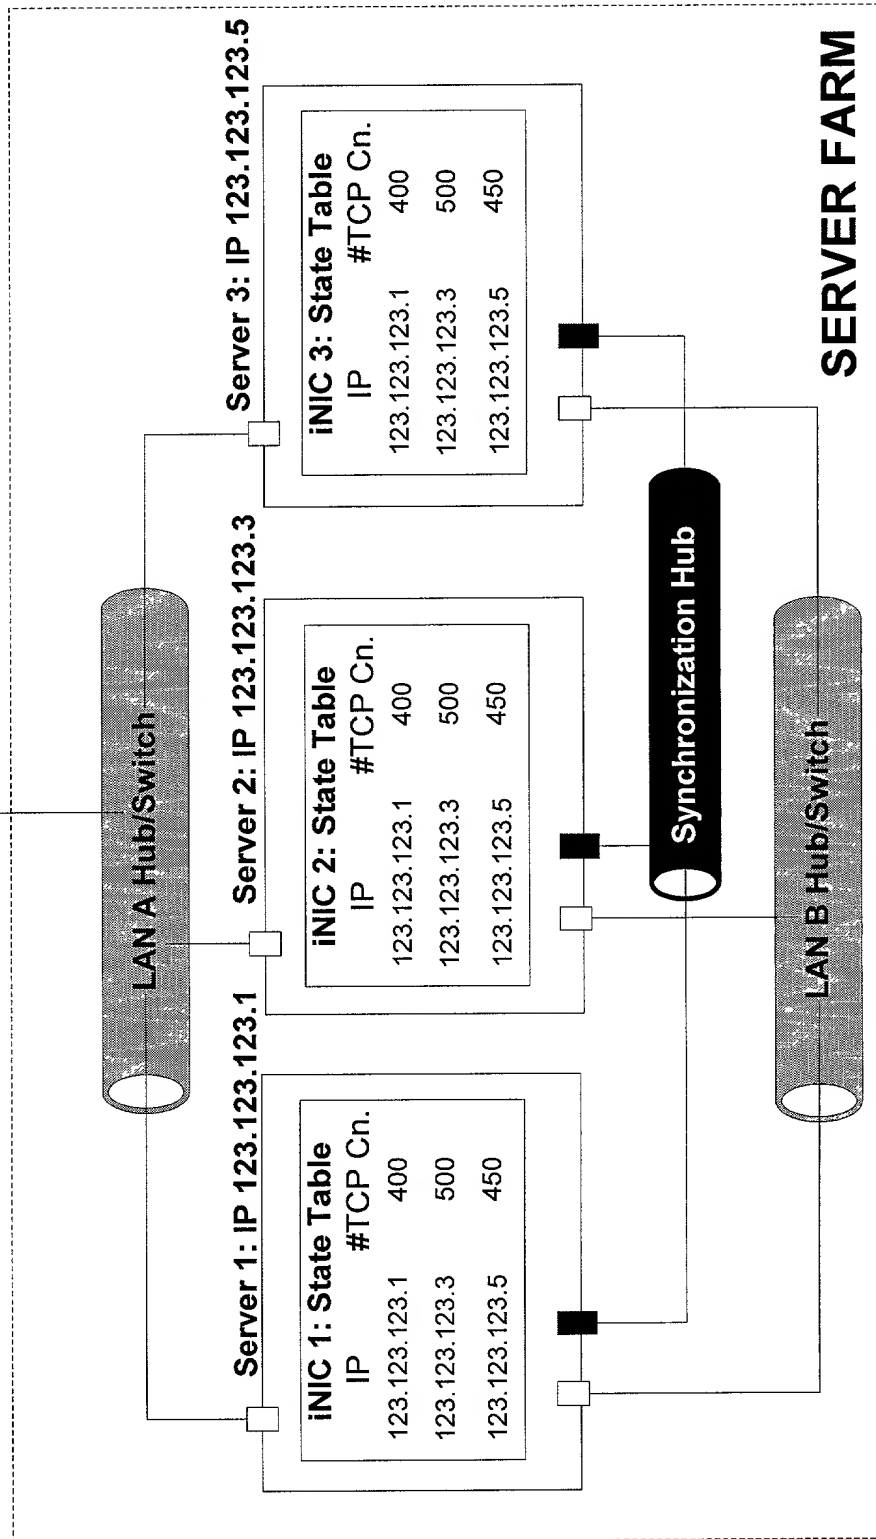 LAN A Hub/Switch
Server 1: IP 123.123.123.1
iNIC 1: State Table
IP #TCP Cn.
123.123.123.1 400
123.123.123.3 500
123.123.123.5 450
Server 2: IP 123.123.123.3
iNIC 2: State Table
IP #TCP Cn.
123.123.123.1 400
123.123.123.3 500
123.123.123.5 450
Server 3: IP 123.123.123.5
iNIC 3: State Table
IP #TCP Cn.
123.123.123.1 400
123.123.123.3 500
123.123.123.5 450
Synchronization Hub
LAN B Hub/Switch
SERVER FARM